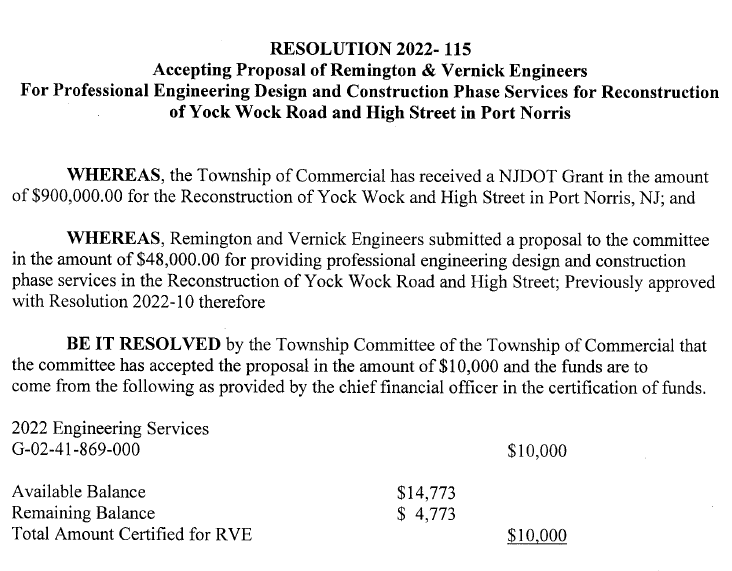 RESOLUTION 2022- 115
Accepting Proposal of Remington & Vernick Engineers
For Professional Engineering Design and Construction Phase Services for Reconstruction
of Yock Wock Road and High Street in Port Norris
WHEREAS, the Township of Commercial has received a NJDOT Grant in the amount
of $900,000.00 for the Reconstruction of Yock Wock and High Street in Port Norris, NJ; and
WHEREAS, Remington and Vernick Engineers submitted a proposal to the committee
in the amount of $48,000.00 for providing professional engineering design and construction
phase services in the Reconstruction of Yock Wock Road and High Street; Previously approved
with Resolution 2022-10 therefore
BE IT RESOLVED by the Township Committee of the Township of Commercial that
the committee has accepted the proposal in the amount of $10,000 and the funds are to
come from the following as provided by the chief financial officer in the certification of funds.
2022 Engineering Services
G-02-41-869-000 $10,000
Available Balance $14,773
Remaining Balance $ 4,773
Total Amount Certified for RVE $10,000